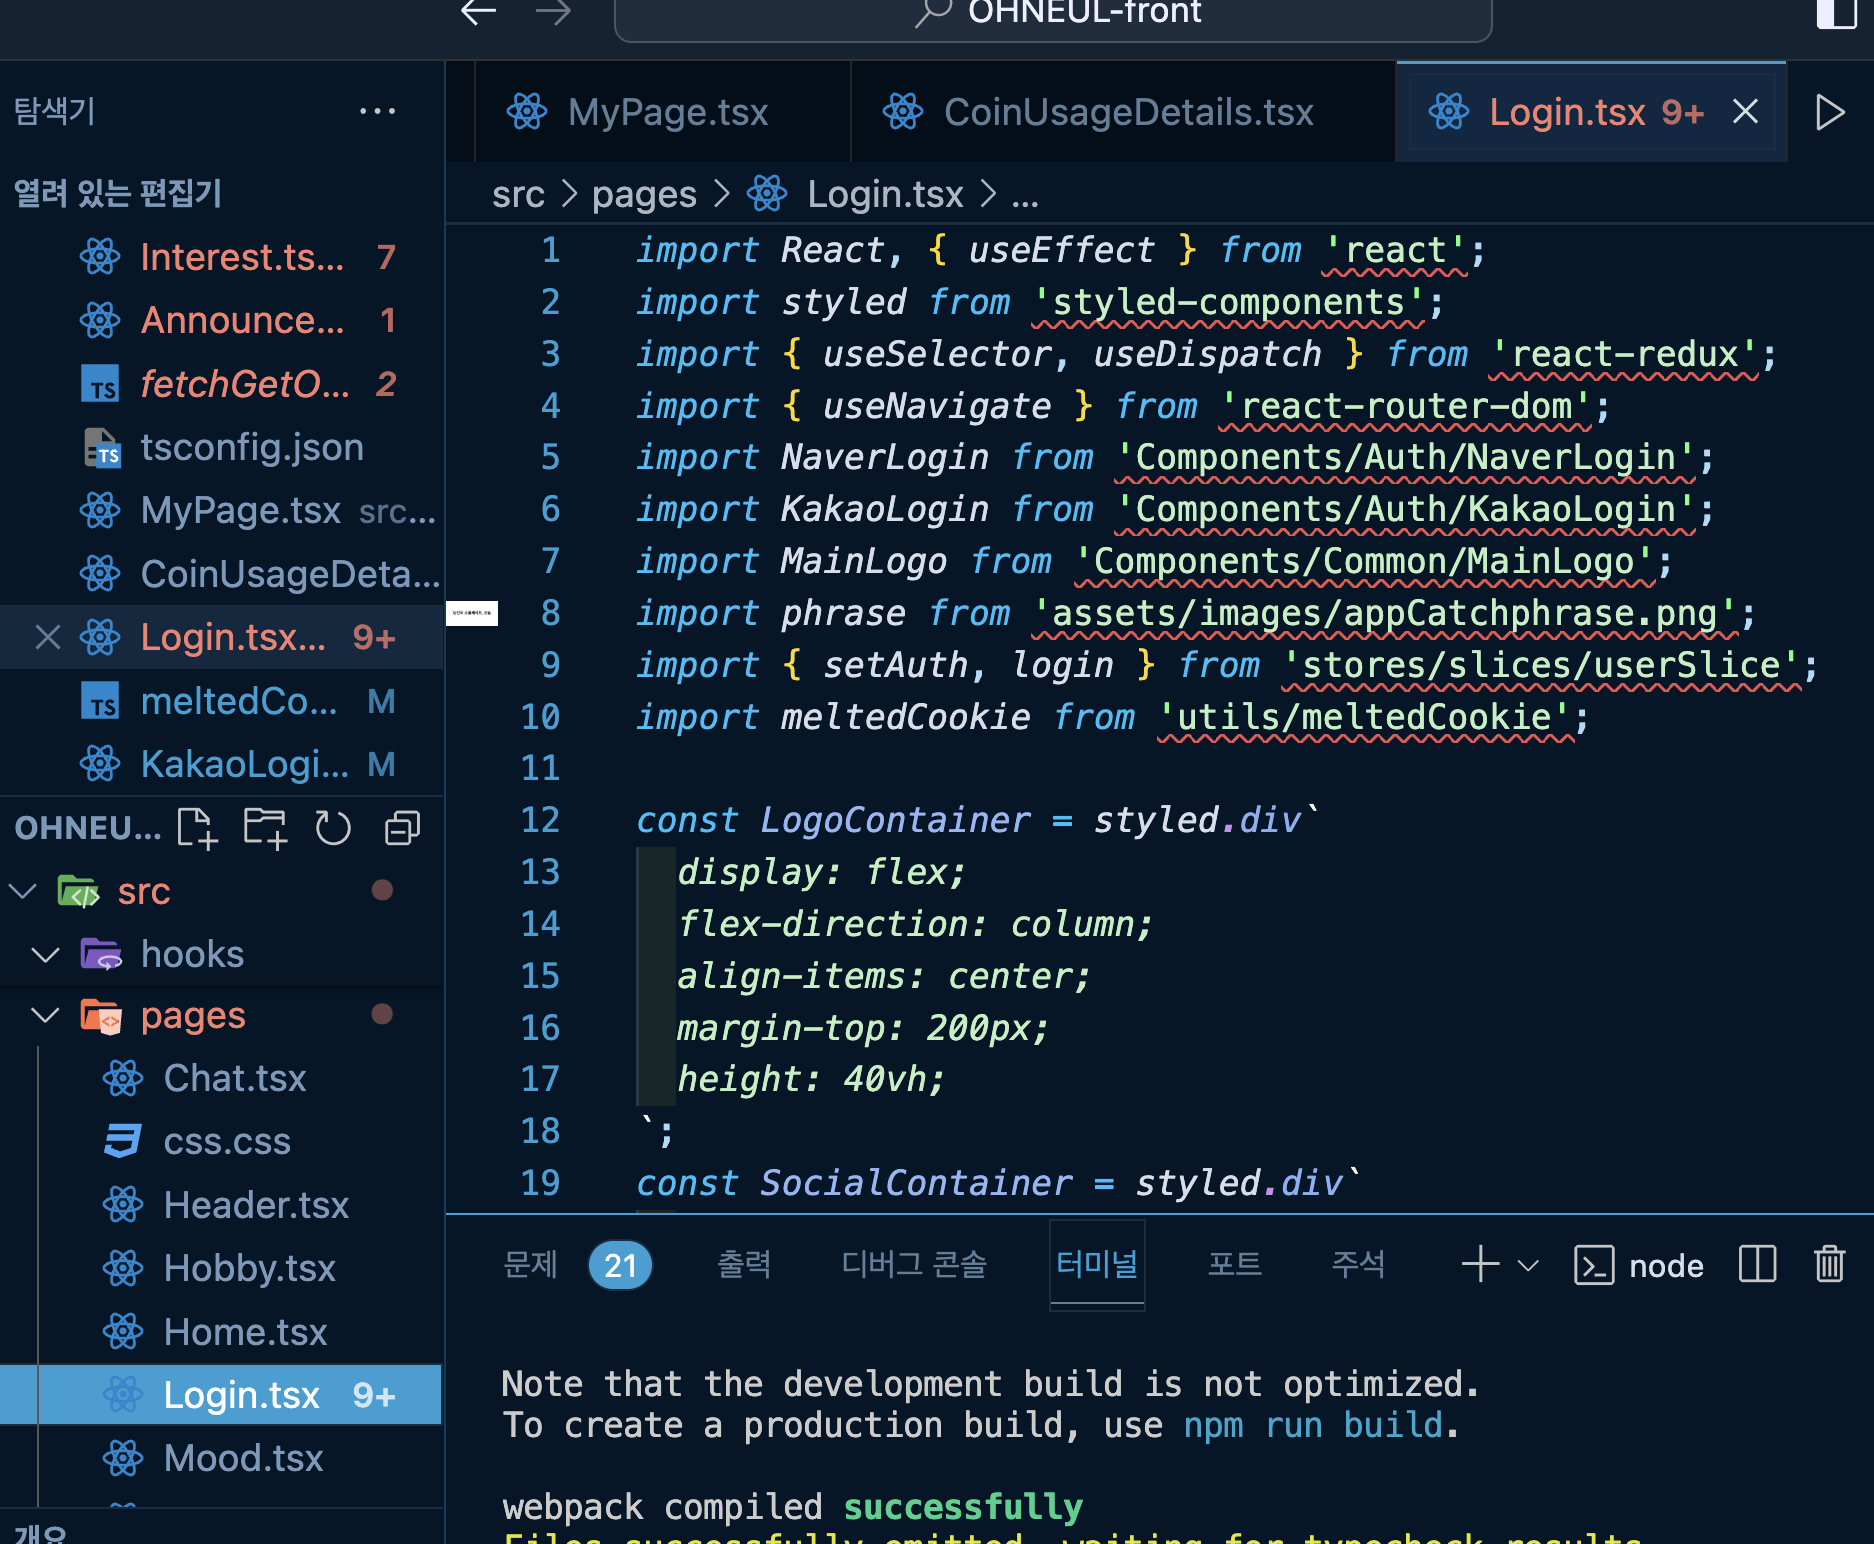 OHNEUL-front
탐색기
...
MyPage.tsx
CoinUsageDetails.tsx
Login.tsx 9+
열려 있는 편집기
src > pages > Login.tsx > ...
Interest.ts... 7
Announce... 1
TS fetchGetO... 2
TS tsconfig.json
MyPage.tsx src...
CoinUsageDeta...
Login.tsx... 9+
TS meltedCo... M
KakaoLogi... M
OHNEU...
src
hooks
pages
Chat.tsx
css.css
Header.tsx
Hobby.tsx
Home.tsx
Login.tsx 9+
Mood.tsx
개요
1 import React, { useEffect } from 'react';
2 import styled from 'styled-components';
3 import { useSelector, useDispatch } from 'react-redux';
4 import { useNavigate } from 'react-router-dom';
5 import NaverLogin from 'Components/Auth/NaverLogin';
6 import KakaoLogin from 'Components/Auth/KakaoLogin';
7 import MainLogo from 'Components/Common/MainLogo';
8 import phrase from 'assets/images/appCatchphrase.png';
9 import { setAuth, login } from 'stores/slices/userSlice';
10 import meltedCookie from 'utils/meltedCookie';
11
12 const LogoContainer = styled.div`
13 display: flex;
14 flex-direction: column;
15 align-items: center;
16 margin-top: 200px;
17 height: 40vh;
18 `;
19 const SocialContainer = styled.div`
문제 21 출력 디버그 콘솔 터미널 포트 주석 node
Note that the development build is not optimized.
To create a production build, use npm run build.
webpack compiled successfully
Files successfully emitted, waiting for typecheck results